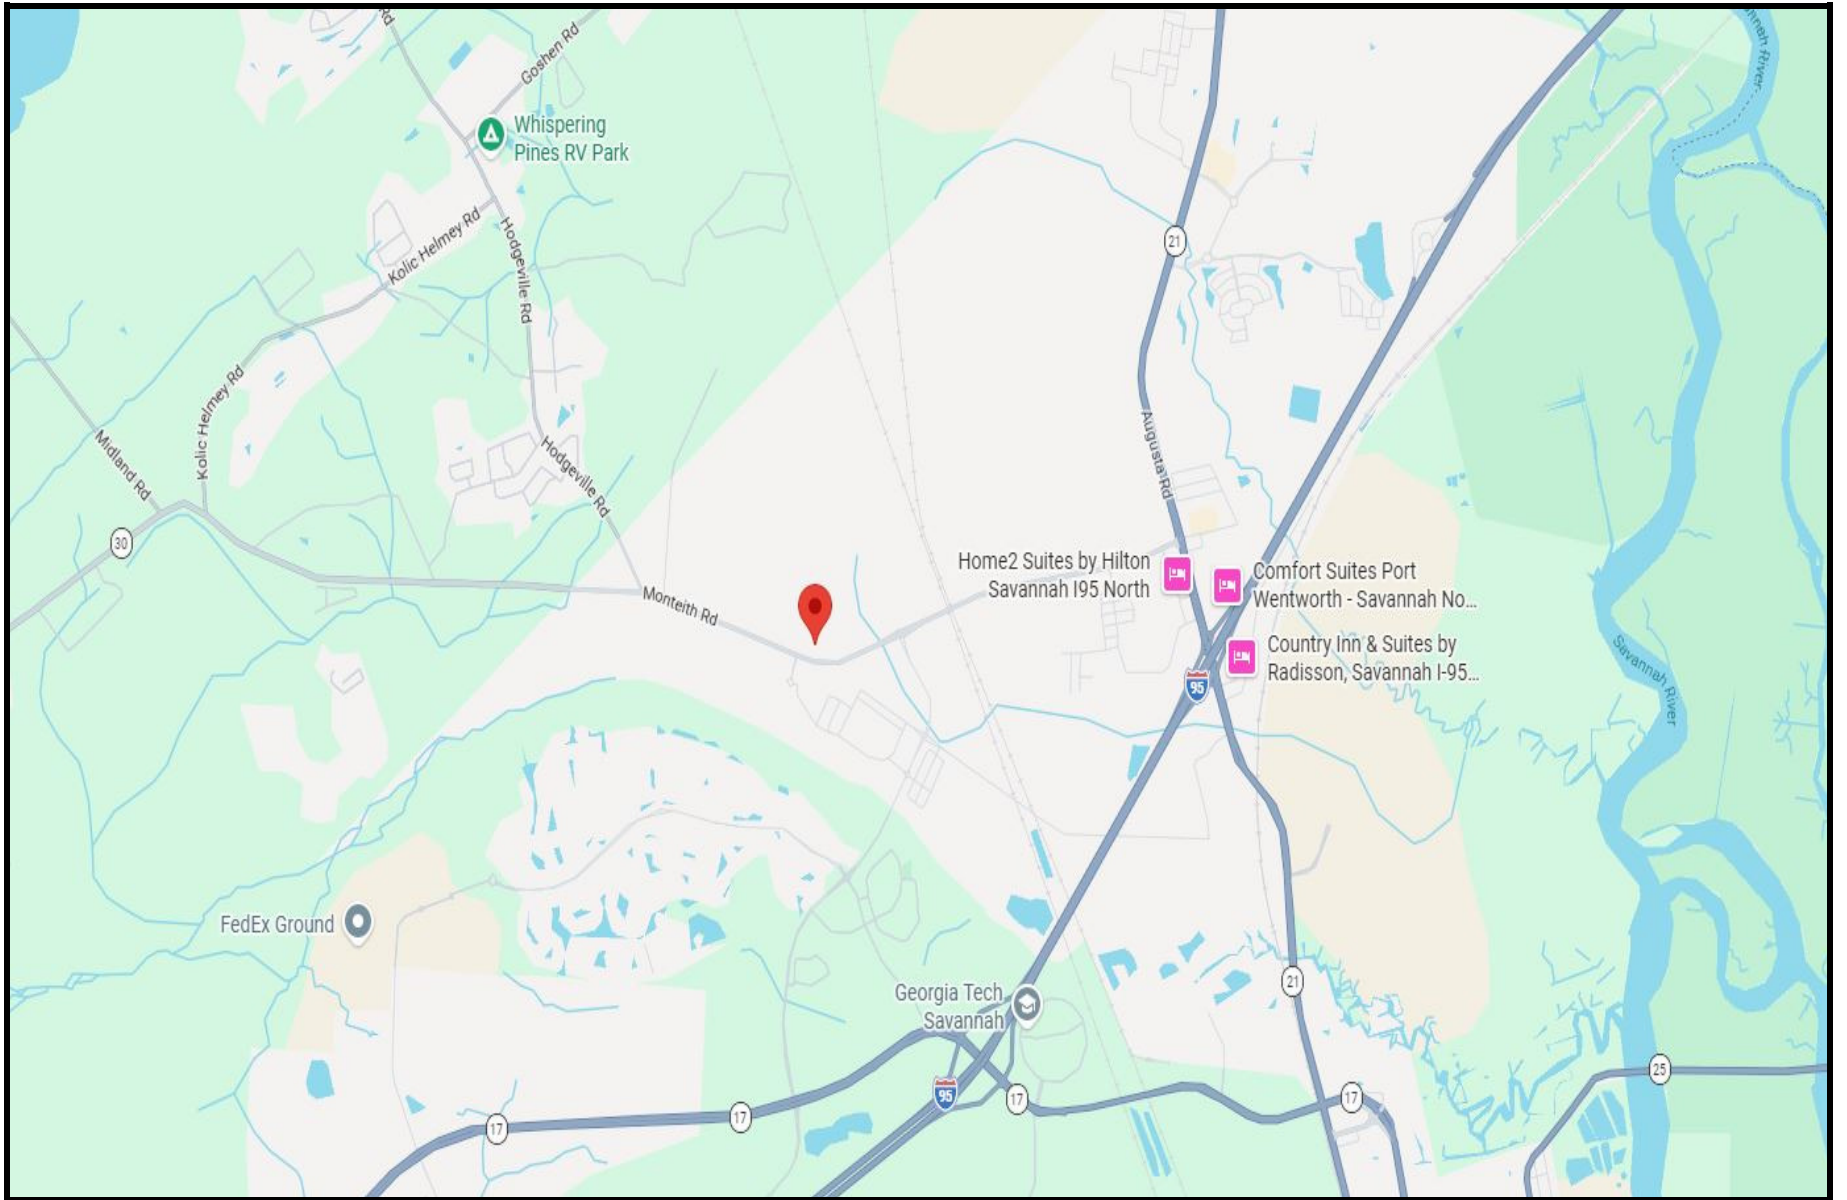 Rd
Goshen Rd
Whispering
Pines RV Park
Kolic Helmey Rd
Hodgeville Rd
21
Kolic Helmey Rd
Midland Rd
Hodgeville Rd
Augusta Rd
30
Home2 Suites by Hilton
Savannah I95 North
Comfort Suites Port
Wentworth - Savannah No...
Monteith Rd
Country Inn & Suites by
Radisson, Savannah I-95...
95
Savannah River
FedEx Ground
Georgia Tech
Savannah
21
25
95
17
17
17
17